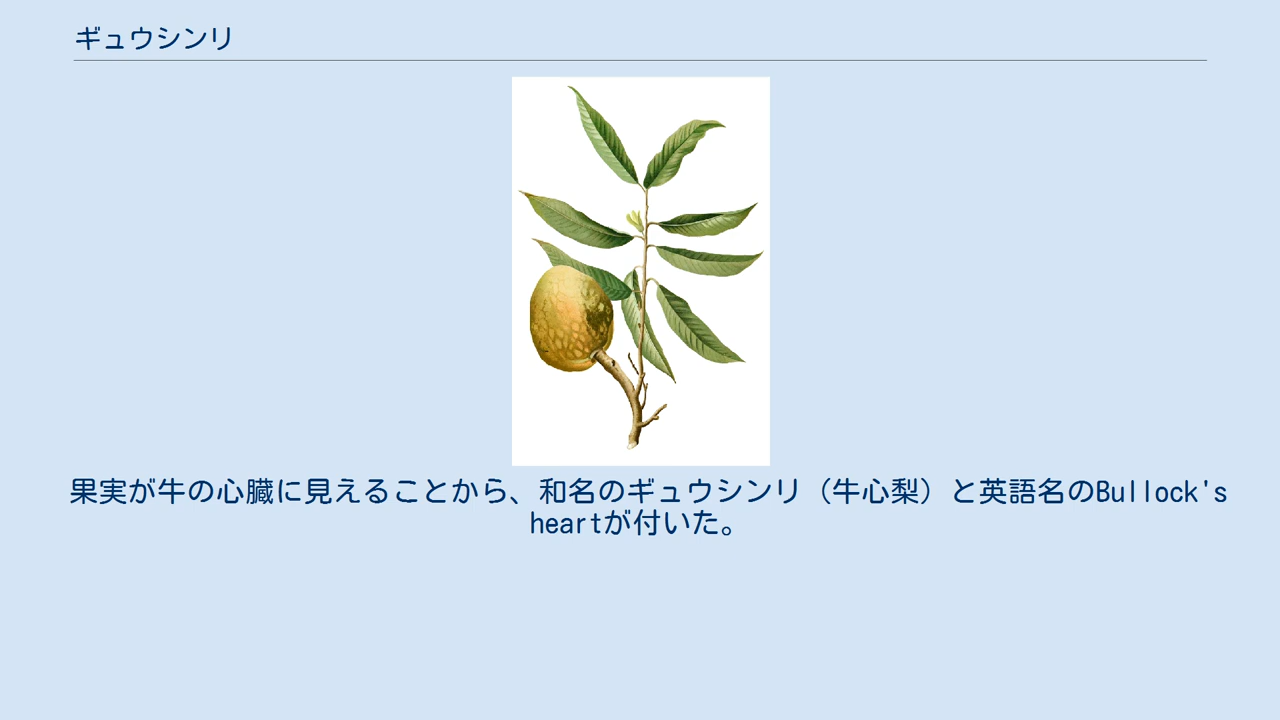 ギュウシンリ
果実が牛の心臓に見えることから、和名のギュウシンリ（牛心梨）と英語名のBullock's
heartが付いた。